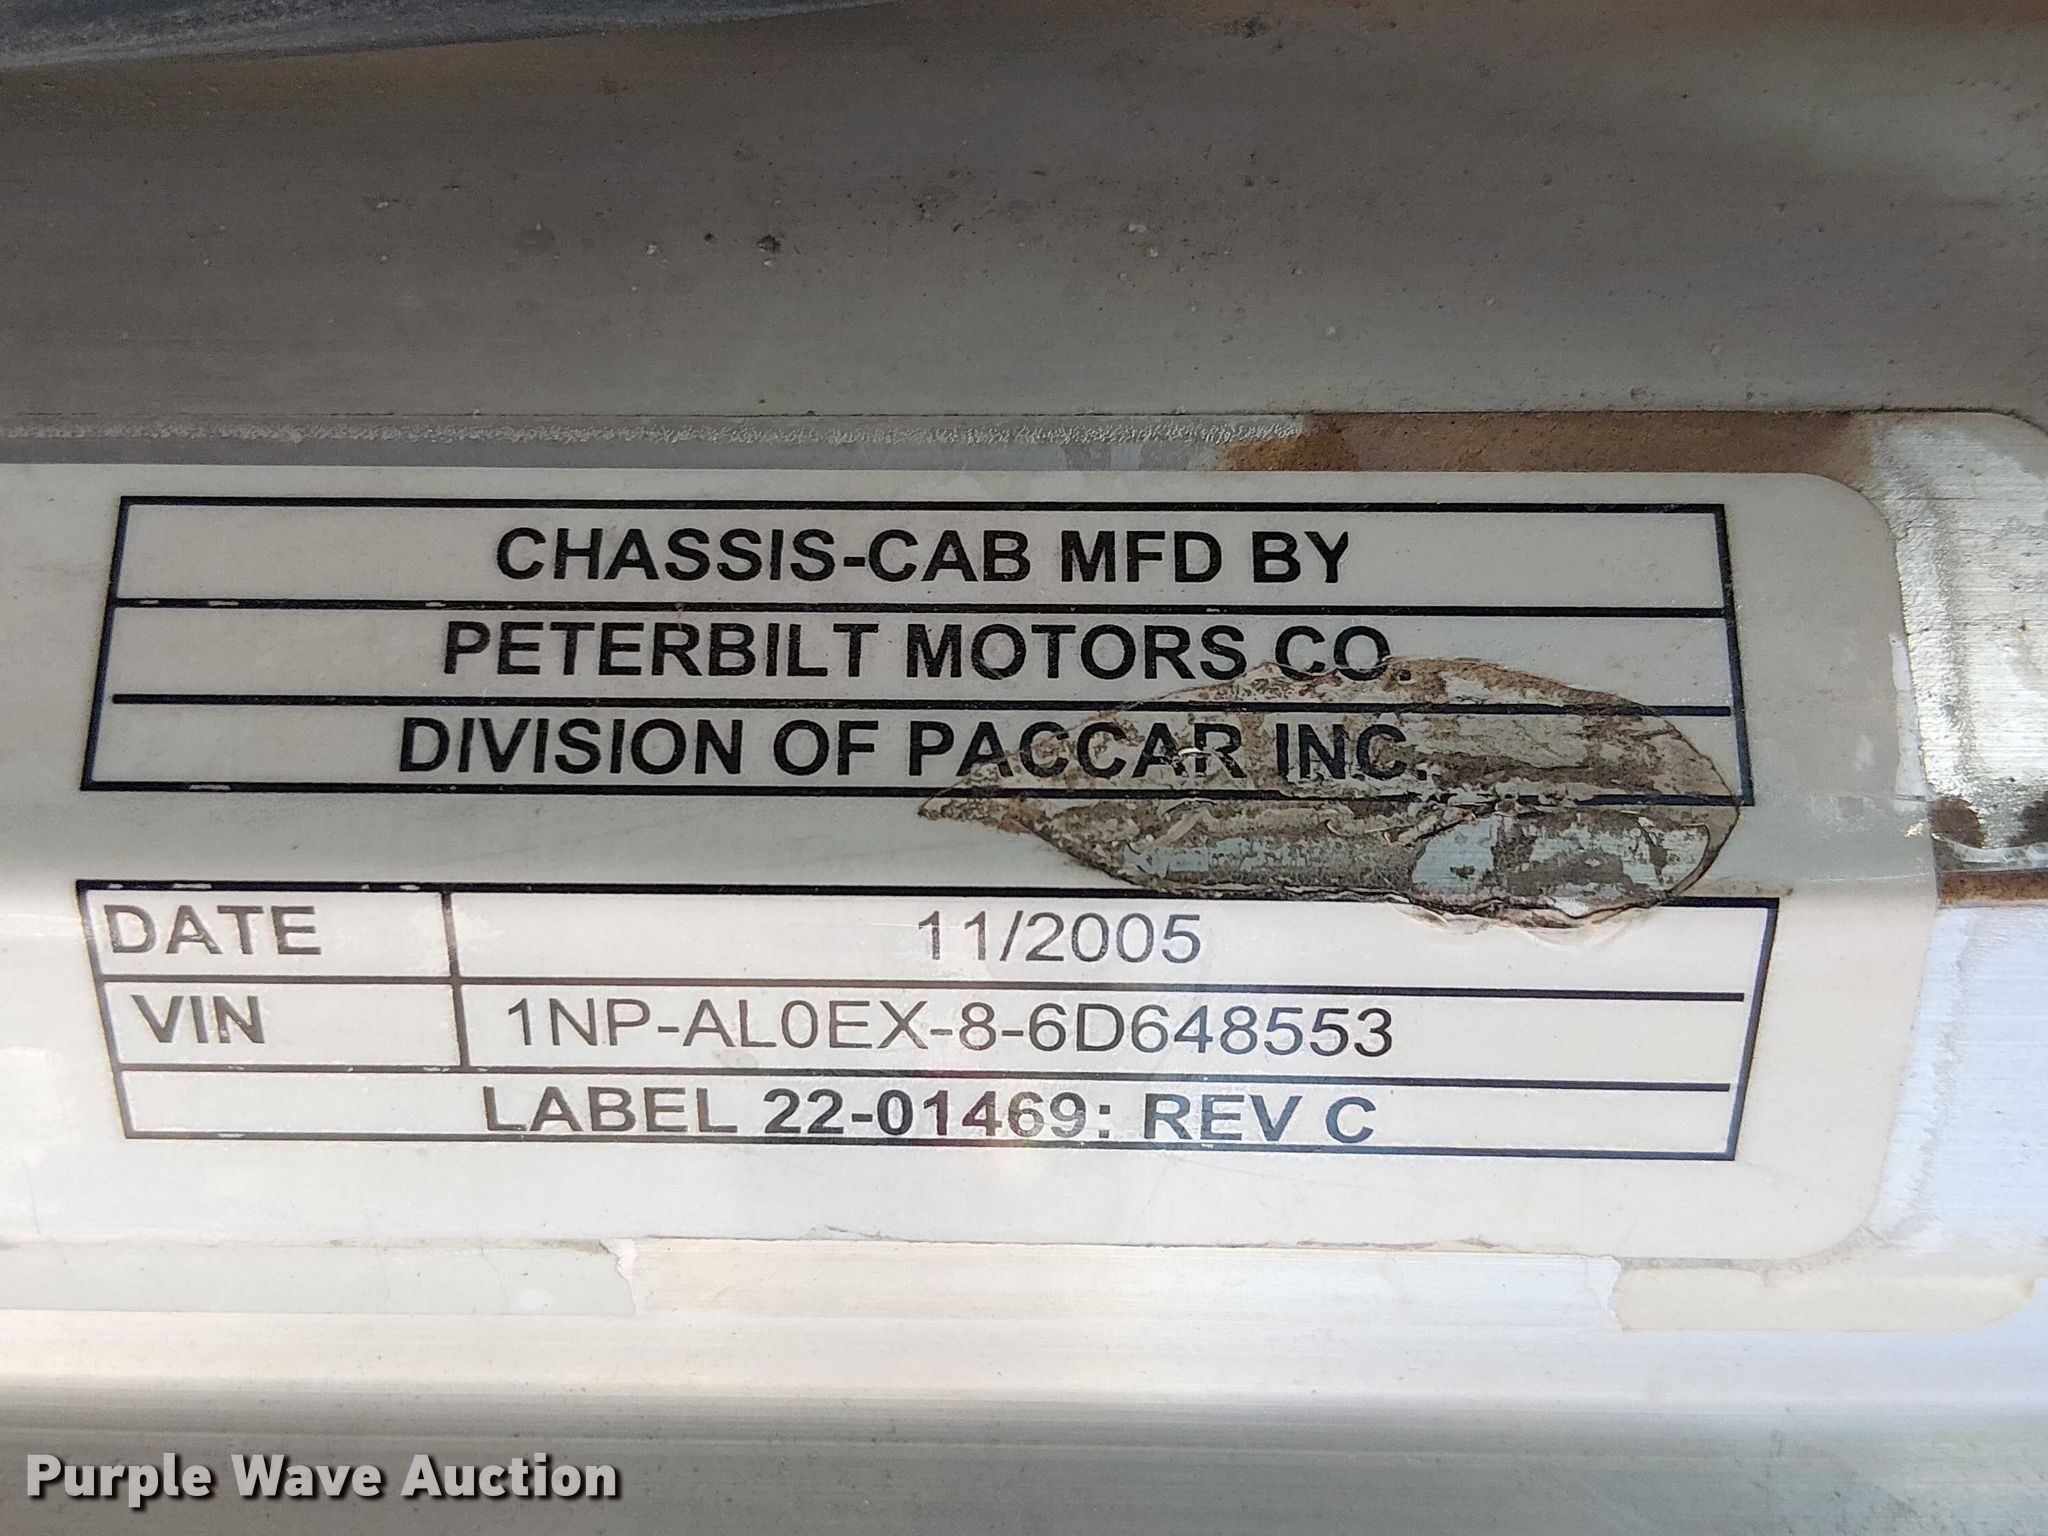 CHASSIS-CAB MFD BY
PETERBILT MOTORS CO.
DIVISION OF PACCAR INC.
DATE 11/2005
VIN 1NP-AL0EX-8-6D648553
LABEL 22-01469: REV C
Purple Wave Auction